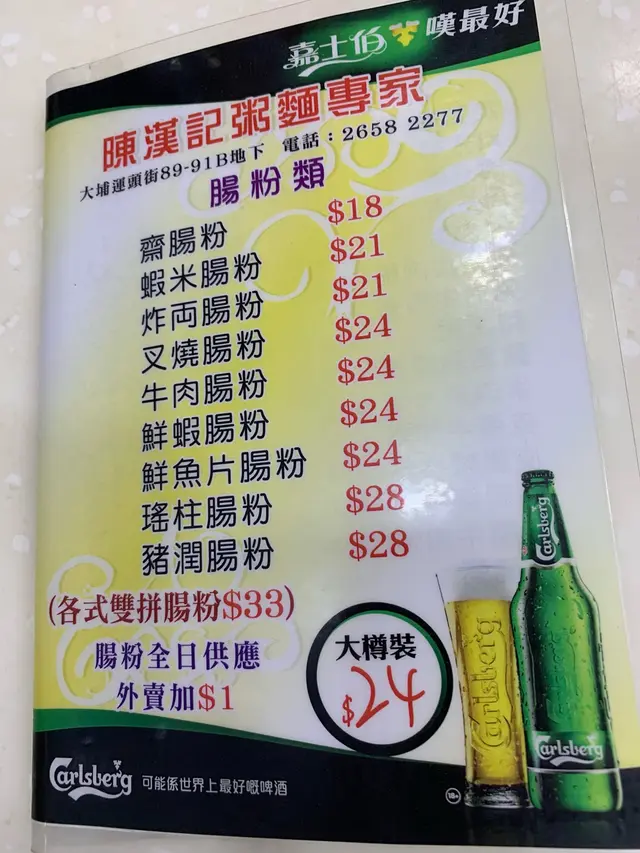 嘉士伯 嘆最好
陳漢記粥麵專家
大埔運頭街89-91B地下 電話：2658 2277
腸粉類
齋腸粉 $18
蝦米腸粉 $21
炸両腸粉 $21
叉燒腸粉 $24
牛肉腸粉 $24
鮮蝦腸粉 $24
鮮魚片腸粉 $24
瑤柱腸粉 $28
豬潤腸粉 $28
(各式雙拼腸粉$33)
腸粉全日供應
外賣加$1
大樽裝
$24
Carlsberg
Carlsberg
Carlsberg
Carlsberg 可能係世界上最好嘅啤酒
18+